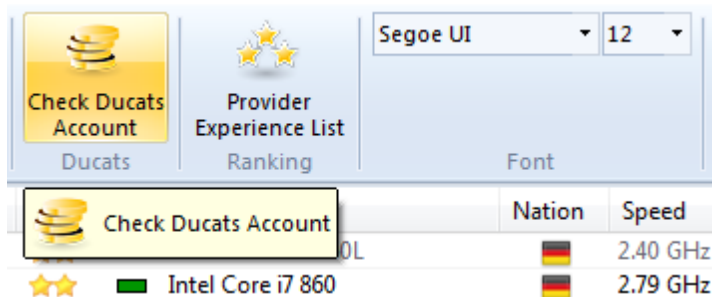 Segoe UI 12
Check Ducats Account
Provider Experience List
Ducats Ranking Font
Check Ducats Account
Nation Speed
0L 2.40 GHz
Intel Core i7 860 2.79 GHz